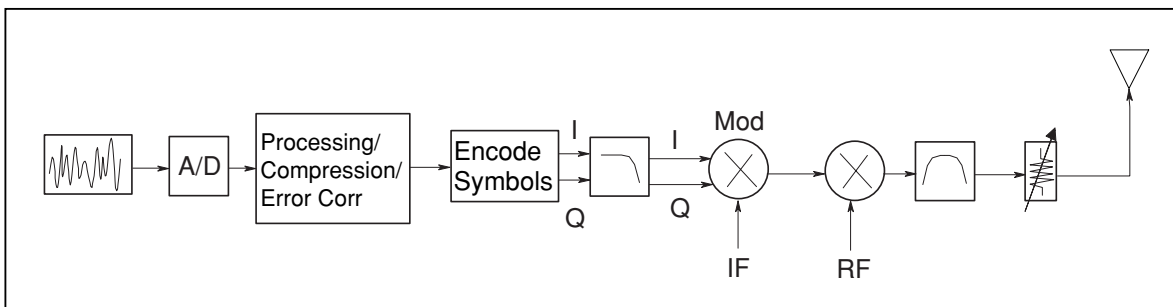 A/D
Processing/
Compression/
Error Corr
Encode
Symbols
I
Q
I
Q
Mod
IF
RF